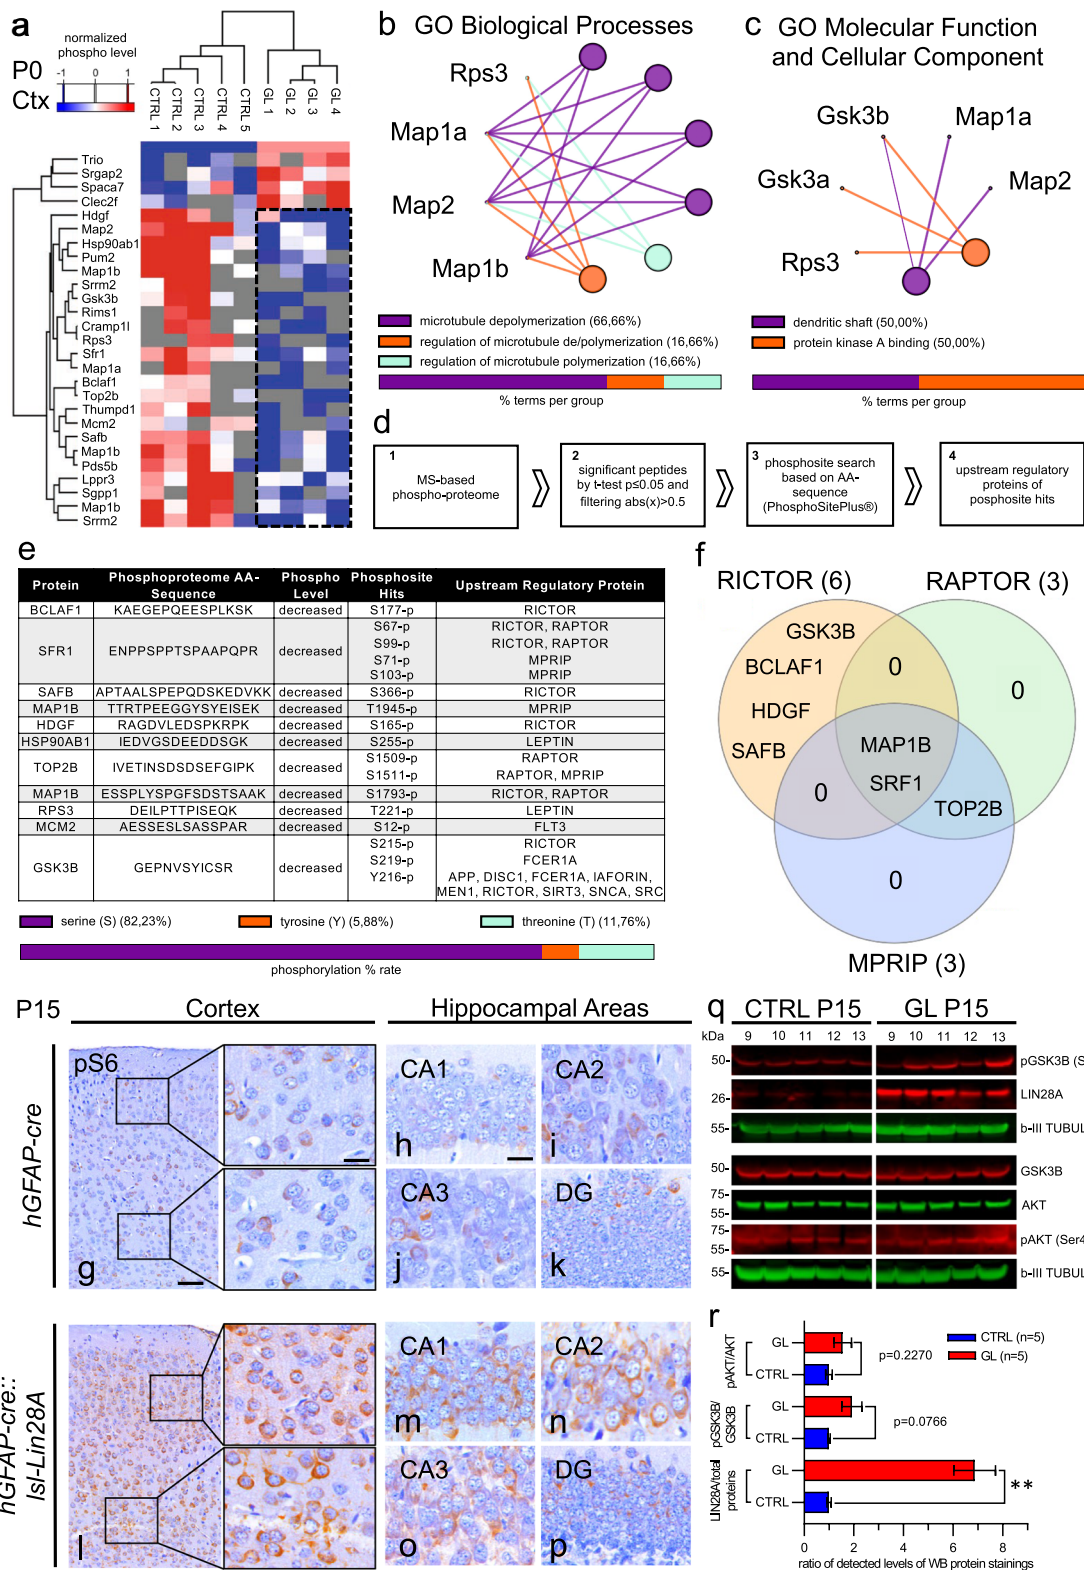 a
normalized
phospho level
-1 0 1
P0
Ctx
CTRL 1
CTRL 2
CTRL 3
CTRL 4
CTRL 5
GL 1
GL 2
GL 3
GL 4
Trio
Srgap2
Spaca7
Clec2f
Hdgf
Map2
Hsp90ab1
Pum2
Map1b
Srrm2
Gsk3b
Rims1
Cramp1l
Rps3
Sfr1
Map1a
Bclaf1
Top2b
Thumpd1
Mcm2
Safb
Map1b
Pds5b
Lppr3
Sgpp1
Map1b
Srrm2
b GO Biological Processes
Rps3
Map1a
Map2
Map1b
microtubule depolymerization (66,66%)
regulation of microtubule de/polymerization (16,66%)
regulation of microtubule polymerization (16,66%)
% terms per group
c GO Molecular Function
and Cellular Component
Gsk3b
Map1a
Gsk3a
Map2
Rps3
dendritic shaft (50,00%)
protein kinase A binding (50,00%)
% terms per group
d
1
MS-based
phospho-proteome
2
significant peptides
by t-test p≤0.05 and
filtering abs(x)>0.5
3
phosphosite search
based on AA-
sequence
(PhosphoSitePlus®)
4
upstream regulatory
proteins of
posphosite hits
e
Protein Phosphoproteome AA-Sequence Phospho Level Phosphosite Hits Upstream Regulatory Protein
BCLAF1 KAEGEPQEESPLKSK decreased S177-p RICTOR
SFR1 ENPPSPPTSPAAPQPR decreased S67-p RICTOR, RAPTOR
S99-p RICTOR, RAPTOR
S71-p MPRIP
S103-p MPRIP
SAFB APTAALSPEPQDSKEDVKK decreased S366-p RICTOR
MAP1B TTRTPEEGGYSYEISEK decreased T1945-p MPRIP
HDGF RAGDVLEDSPKRPK decreased S165-p RICTOR
HSP90AB1 IEDVGSDEEDDSGK decreased S255-p LEPTIN
TOP2B IVETINSDSDSEFGIPK decreased S1509-p RAPTOR
S1511-p RAPTOR, MPRIP
MAP1B ESSPLYSPGFSDSTSAAK decreased S1793-p RICTOR, RAPTOR
RPS3 DEILPTTPISEQK decreased T221-p LEPTIN
MCM2 AESSESLSASSPAR decreased S12-p FLT3
GSK3B GEPNVSYICSR decreased S215-p RICTOR
S219-p FCER1A
Y216-p APP, DISC1, FCER1A, IAFORIN,
MEN1, RICTOR, SIRT3, SNCA, SRC
serine (S) (82,23%)
tyrosine (Y) (5,88%)
threonine (T) (11,76%)
phosphorylation % rate
f
RICTOR (6)
RAPTOR (3)
GSK3B
BCLAF1
HDGF
SAFB
0
0
MAP1B
SRF1
0
TOP2B
0
MPRIP (3)
P15
Cortex
Hippocampal Areas
hGFAP-cre
pS6
g
CA1
h
CA2
i
CA3
j
DG
k
hGFAP-cre::
lsl-Lin28A
l
CA1
m
CA2
n
CA3
o
DG
p
q
CTRL P15
GL P15
kDa 9 10 11 12 13 9 10 11 12 13
50- pGSK3B (S
26- LIN28A
55- b-III TUBUL
50- GSK3B
75-
55- AKT
75-
55- pAKT (Ser4
55- b-III TUBUL
r
CTRL (n=5)
GL (n=5)
pAKT/AKT
GL
CTRL
p=0.2270
pGSK3B/
GSK3B
GL
CTRL
p=0.0766
LIN28A/total
proteins
GL
CTRL
**
0 2 4 6 8
ratio of detected levels of WB protein stainings